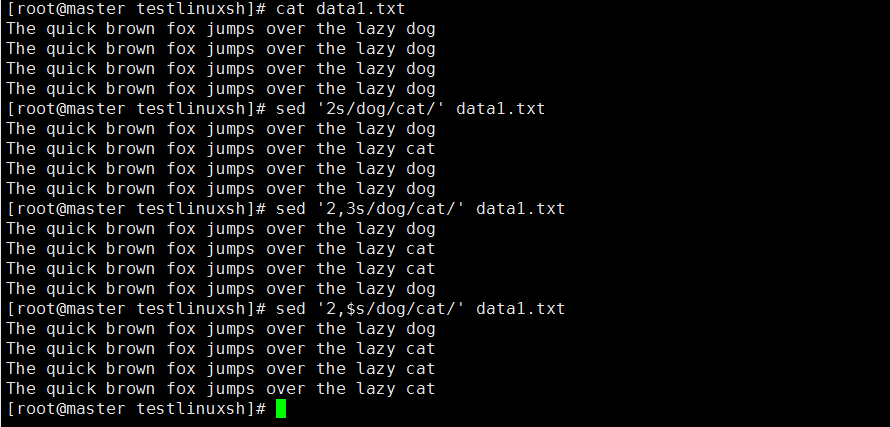 [root@master testlinuxsh]# cat data1.txt
The quick brown fox jumps over the lazy dog
The quick brown fox jumps over the lazy dog
The quick brown fox jumps over the lazy dog
The quick brown fox jumps over the lazy dog
[root@master testlinuxsh]# sed '2s/dog/cat/' data1.txt
The quick brown fox jumps over the lazy dog
The quick brown fox jumps over the lazy cat
The quick brown fox jumps over the lazy dog
The quick brown fox jumps over the lazy dog
[root@master testlinuxsh]# sed '2,3s/dog/cat/' data1.txt
The quick brown fox jumps over the lazy dog
The quick brown fox jumps over the lazy cat
The quick brown fox jumps over the lazy cat
The quick brown fox jumps over the lazy dog
[root@master testlinuxsh]# sed '2,$s/dog/cat/' data1.txt
The quick brown fox jumps over the lazy dog
The quick brown fox jumps over the lazy cat
The quick brown fox jumps over the lazy cat
The quick brown fox jumps over the lazy cat
[root@master testlinuxsh]#